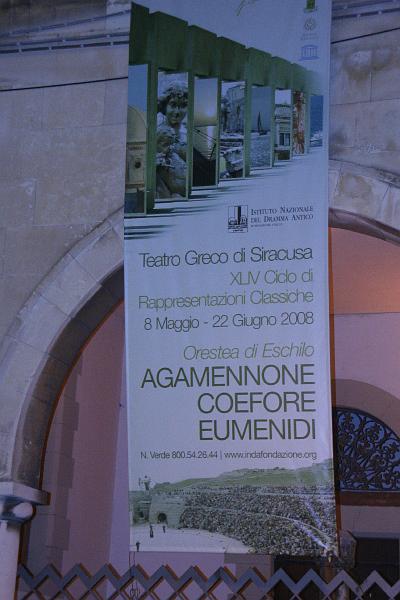 Istituto Nazionale
del Dramma Antico
Teatro Greco di Siracusa
XLIV Ciclo di
Rappresentazioni Classiche
8 Maggio - 22 Giugno 2008
Orestea di Eschilo
AGAMENNONE
COEFORE
EUMENIDI
N. Verde 800.54.26.44 | www.indafondazione.org